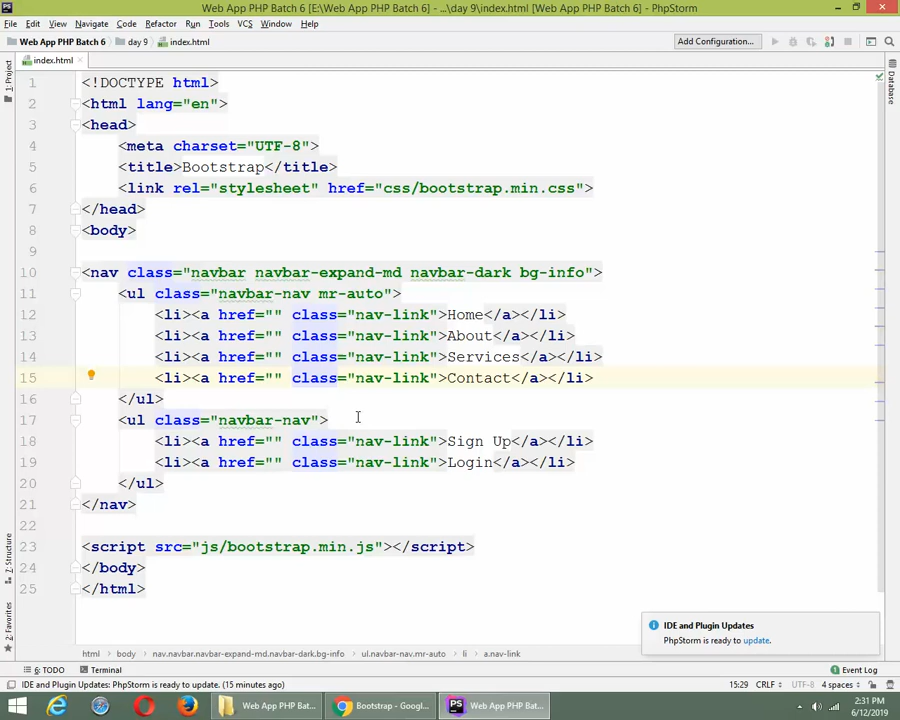 Web App PHP Batch 6 [E:\Web App PHP Batch 6] - ...\day 9\index.html - PhpStorm
File Edit View Navigate Code Refactor Run Tools VCS Window Help
Web App PHP Batch 6 day 9 index.html Add Configuration...
index.html
1: Project
Database
7: Structure
2: Favorites
1 <!DOCTYPE html>
2 <html lang="en">
3 <head>
4 <meta charset="UTF-8">
5 <title>Bootstrap</title>
6 <link rel="stylesheet" href="css/bootstrap.min.css">
7 </head>
8 <body>
9
10 <nav class="navbar navbar-expand-md navbar-dark bg-info">
11 <ul class="navbar-nav mr-auto">
12 <li><a href="" class="nav-link">Home</a></li>
13 <li><a href="" class="nav-link">About</a></li>
14 <li><a href="" class="nav-link">Services</a></li>
15 <li><a href="" class="nav-link">Contact</a></li>
16 </ul>
17 <ul class="navbar-nav">
18 <li><a href="" class="nav-link">Sign Up</a></li>
19 <li><a href="" class="nav-link">Login</a></li>
20 </ul>
21 </nav>
22
23 <script src="js/bootstrap.min.js"></script>
24 </body>
25 </html>
IDE and Plugin Updates
PhpStorm is ready to update.
html body nav.navbar.navbar-expand-md.navbar-dark.bg-info ul.navbar-nav.mr-auto li a.nav-link
6: TODO Terminal Event Log
IDE and Plugin Updates: PhpStorm is ready to update. (15 minutes ago) 15:29 CRLF UTF-8 4 spaces
Web App PHP Batc... Bootstrap - Googl... PS Web App PHP Batc... 2:31 PM
6/12/2019